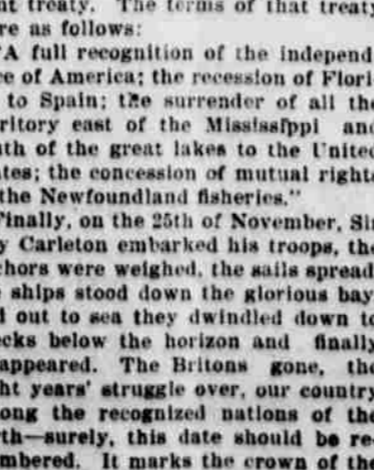 nt treaty. The terms of that treaty
re as follows:
"A full recognition of the independ-
ce of America; the recession of Flori-
to Spain; the surrender of all the
ritory east of the Mississippi and
uth of the great lakes to the United
ates; the concession of mutual rights
the Newfoundland fisheries."
Finally, on the 25th of November, Sir
y Carleton embarked his troops, the
chors were weighed, the sails spread,
e ships stood down the glorious bay,
d out to sea they dwindled down to
ecks below the horizon and finally
appeared. The Britons gone, the
ght years' struggle over, our country
ong the recognized nations of the
rth—surely, this date should be re-
mbered. It marks the crown of the